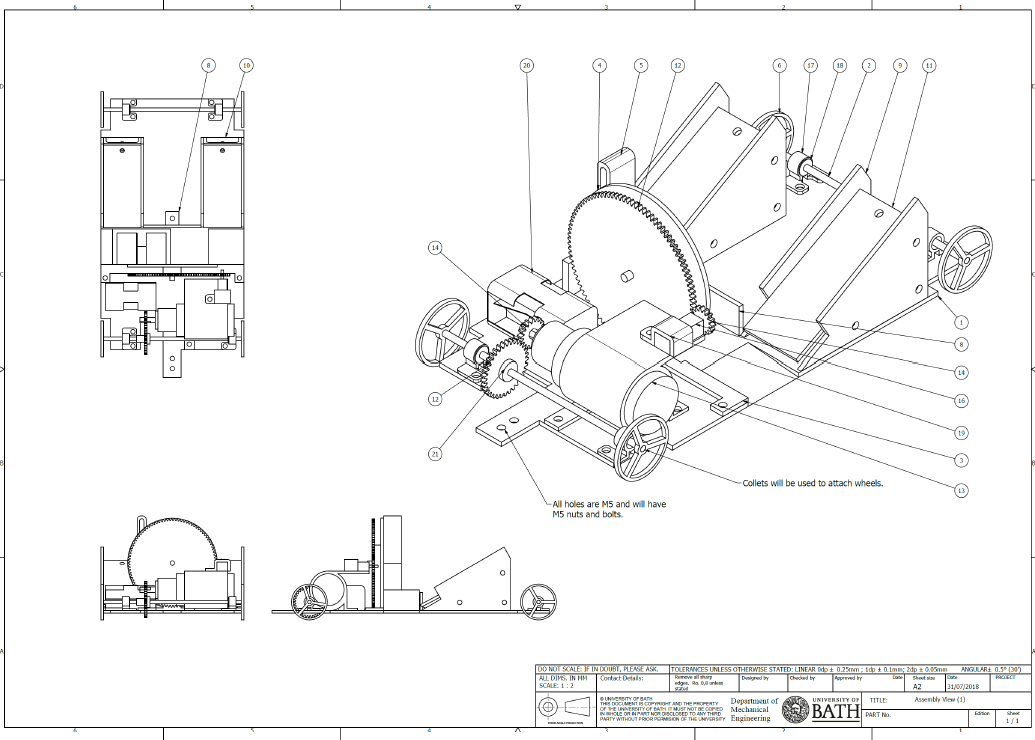 6 5 4 3 2 1
8 10 20 4 5 12 6 17 18 2 9 11
D D
14
C C
1
8
14
12
16
19
21
3
B B
13
Collets will be used to attach wheels.
All holes are M5 and will have
M5 nuts and bolts.
A A
DO NOT SCALE: IF IN DOUBT, PLEASE ASK.
TOLERANCES UNLESS OTHERWISE STATED: LINEAR 0dp ± 0.25mm ; 1dp ± 0.1mm; 2dp ± 0.05mm ANGULAR± 0.5° (30')
ALL DIMS. IN MM
SCALE: 1 : 2
Contact Details:
Remove all sharp
edges, Ra. 0,8 unless
stated
Designed by
Checked by
Approved by
Date
Sheet size
A2
Date
31/07/2018
PROJECT
© UNIVERSITY OF BATH
THIS DOCUMENT IS COPYRIGHT AND THE PROPERTY
OF THE UNIVERSITY OF BATH. IT MUST NOT BE COPIED
IN WHOLE OR IN PART NOR DISCLOSED TO ANY THIRD
PARTY WITHOUT PRIOR PERMISSION OF THE UNIVERSITY
Department of
Mechanical
Engineering
UNIVERSITY OF
BATH
TITLE: Assembly View (1)
PART No.
Edition
Sheet
1 / 1
6 5 4 3 2 1